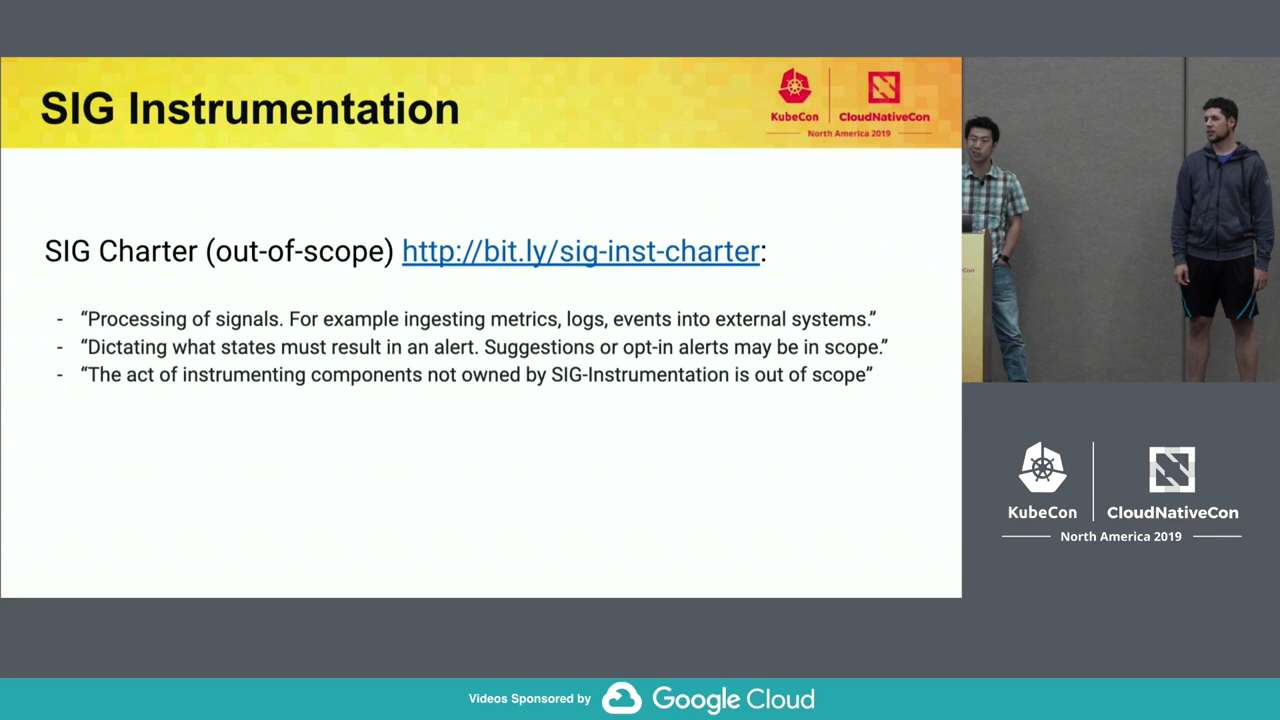 SIG Instrumentation
KubeCon
CloudNativeCon
North America 2019
SIG Charter (out-of-scope) http://bit.ly/sig-inst-charter:
- “Processing of signals. For example ingesting metrics, logs, events into external systems.”
- “Dictating what states must result in an alert. Suggestions or opt-in alerts may be in scope.”
- “The act of instrumenting components not owned by SIG-Instrumentation is out of scope”
KubeCon
CloudNativeCon
North America 2019
Videos Sponsored by Google Cloud